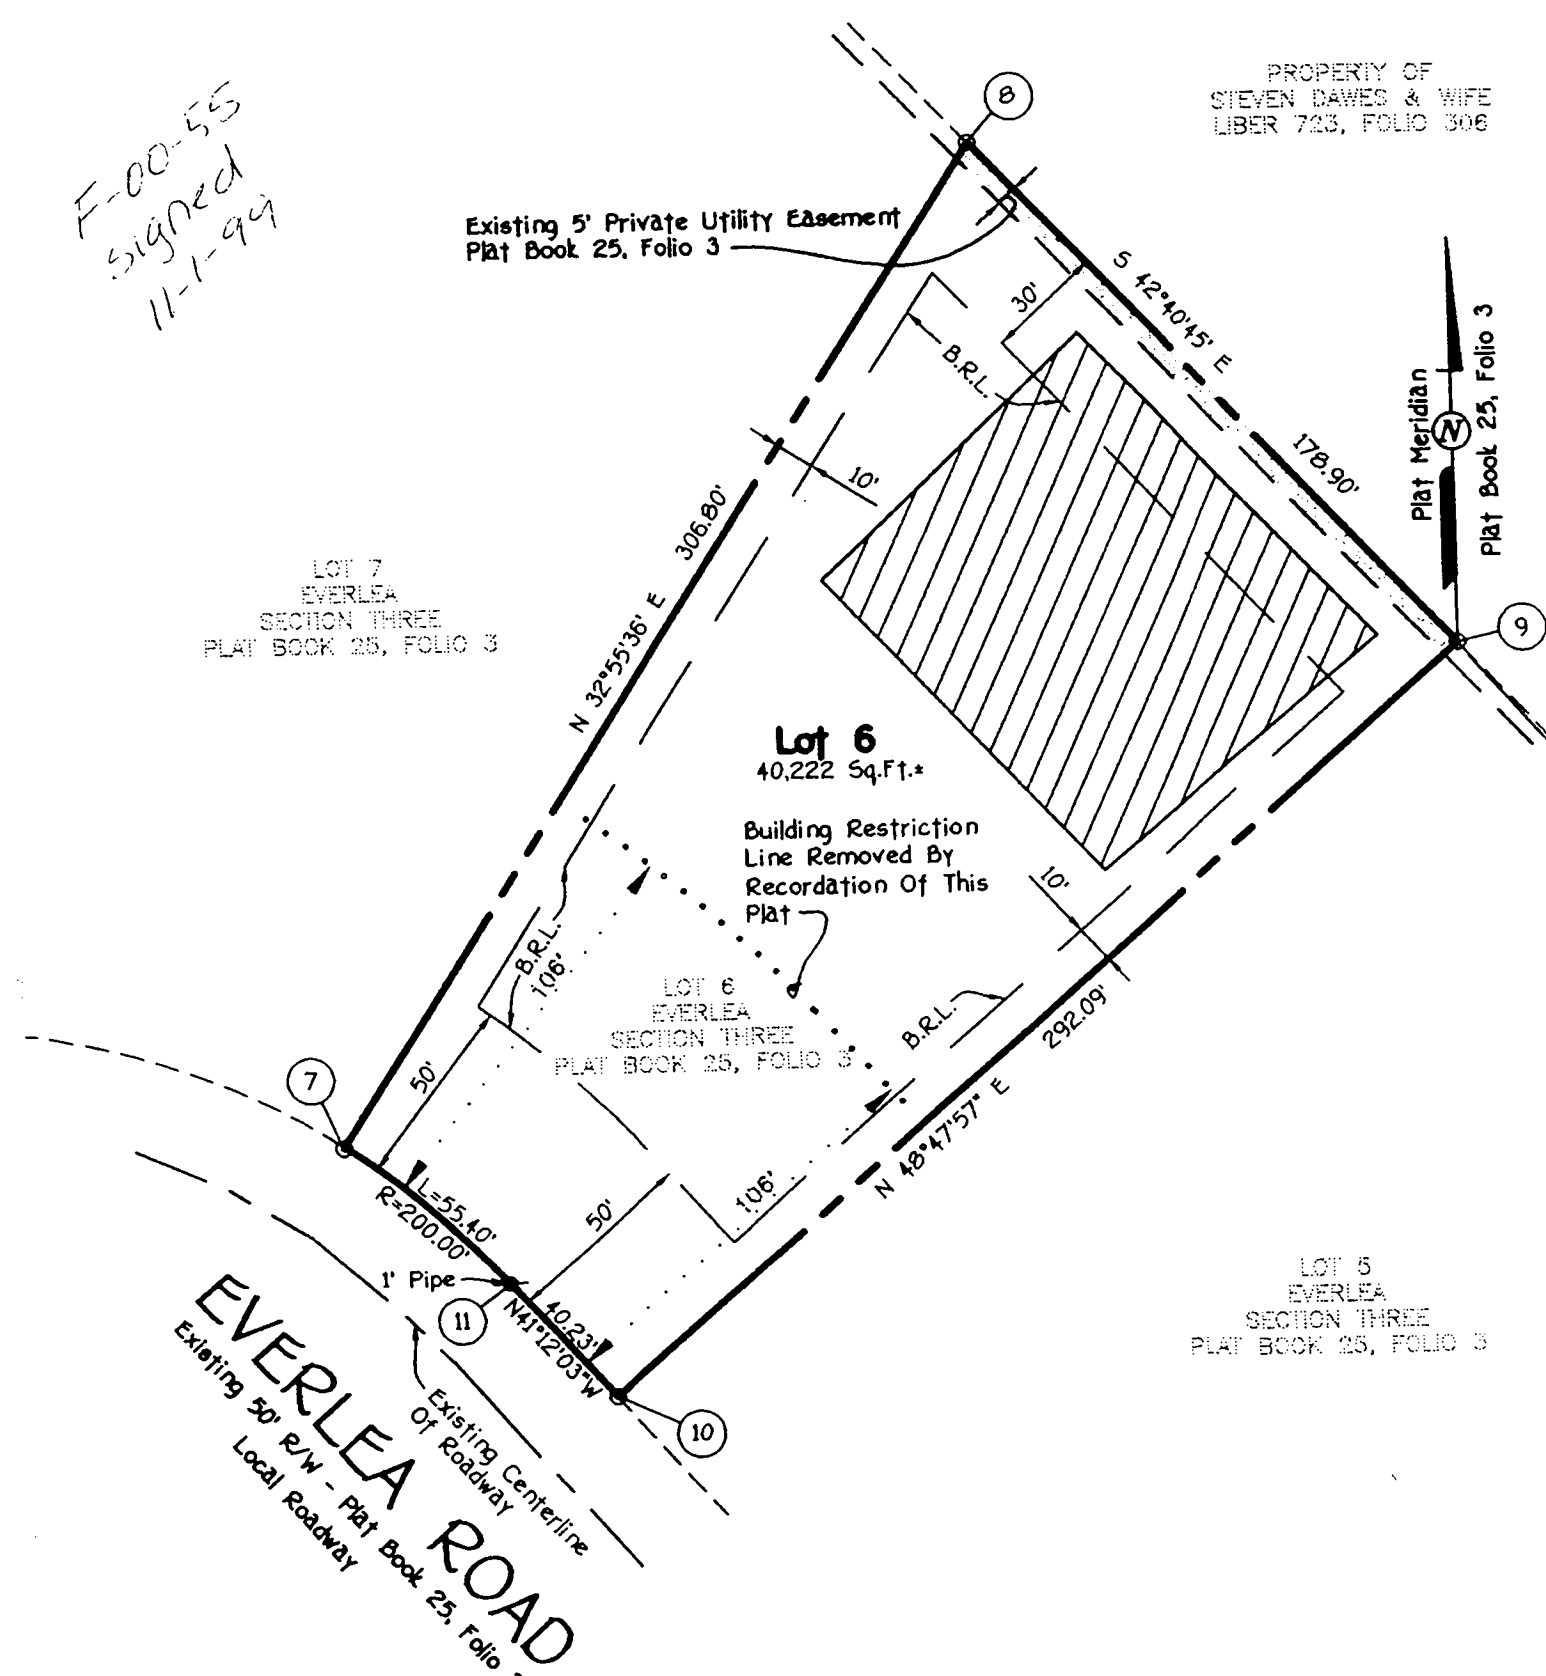 F-00-55
signed
11-1-99
8
PROPERTY OF
STEVEN DAWES & WIFE
LIBER 723, FOLIO 306
Existing 5' Private Utility Easement
Plat Book 25, Folio 3
S 42°40'45' E
178.90'
30'
B.R.L.
10'
Plat Meridian
N
Plat Book 25, Folio 3
9
306.80'
N 32°55'36' E
LOT 7
EVERLEA
SECTION THREE
PLAT BOOK 25, FOLIO 3
Lot 6
40,222 Sq.Ft.±
Building Restriction
Line Removed By
Recordation Of This
Plat
10'
B.R.L.
106'
LOT 6
EVERLEA
SECTION THREE
PLAT BOOK 25, FOLIO 3
B.R.L.
292.09'
N 48°47'57" E
7
50'
L=55.40'
R=200.00'
50'
106'
1' Pipe
11
40.23'
N41°12'03"W
10
LOT 5
EVERLEA
SECTION THREE
PLAT BOOK 25, FOLIO 3
Existing Centerline
Of Roadway
EVERLEA ROAD
Existing 50' R/W - Plat Book 25, Folio
Local Roadway